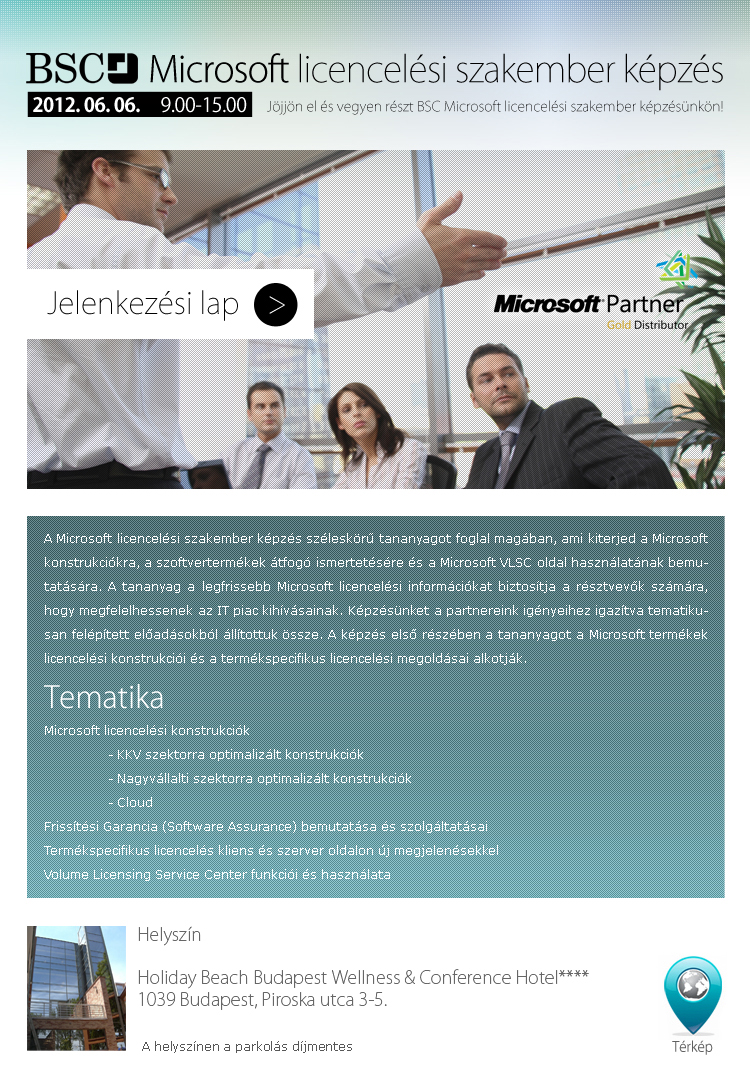 BSC Microsoft licencelési szakember képzés
2012. 06. 06. 9.00-15.00 Jöjjön el és vegyen részt BSC Microsoft licencelési szakember képzésünkön!
Jelenkezési lap >
Microsoft Partner
Gold Distributor
A Microsoft licencelési szakember képzés széleskörű tananyagot foglal magában, ami kiterjed a Microsoft
konstrukciókra, a szoftvertermékek átfogó ismertetésére és a Microsoft VLSC oldal használatának bemu-
tatására. A tananyag a legfrissebb Microsoft licencelési információkat biztosítja a résztvevők számára,
hogy megfelelhessenek az IT piac kihívásainak. Képzésünket a partnereink igényeihez igazítva tematiku-
san felépített előadásokból állítottuk össze. A képzés első részében a tananyagot a Microsoft termékek
licencelési konstrukciói és a termékspecifikus licencelési megoldásai alkotják.
Tematika
Microsoft licencelési konstrukciók
- KKV szektorra optimalizált konstrukciók
- Nagyvállalti szektorra optimalizált konstrukciók
- Cloud
Frissítési Garancia (Software Assurance) bemutatása és szolgáltatásai
Termékspecifikus licencelés kliens és szerver oldalon új megjelenésekkel
Volume Licensing Service Center funkciói és használata
Helyszín
Holiday Beach Budapest Wellness & Conference Hotel****
1039 Budapest, Piroska utca 3-5.
A helyszínen a parkolás díjmentes
Térkép